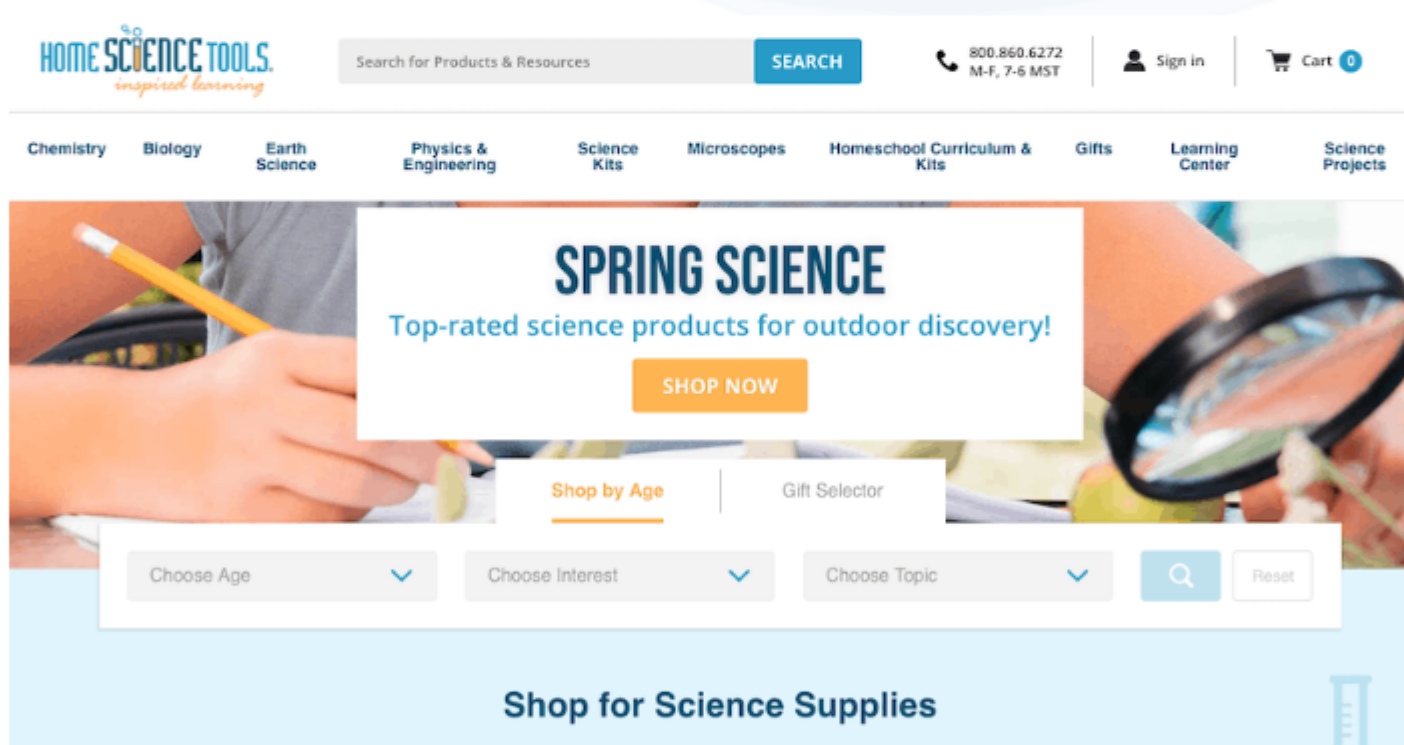 HOME SCIENCE TOOLS.
inspired learning
Search for Products & Resources
SEARCH
800.860.6272
M-F, 7-6 MST
Sign in
Cart 0
Chemistry
Biology
Earth
Science
Physics &
Engineering
Science
Kits
Microscopes
Homeschool Curriculum &
Kits
Gifts
Learning
Center
Science
Projects
SPRING SCIENCE
Top-rated science products for outdoor discovery!
SHOP NOW
Shop by Age
Gift Selector
Choose Age
Choose Interest
Choose Topic
Reset
Shop for Science Supplies